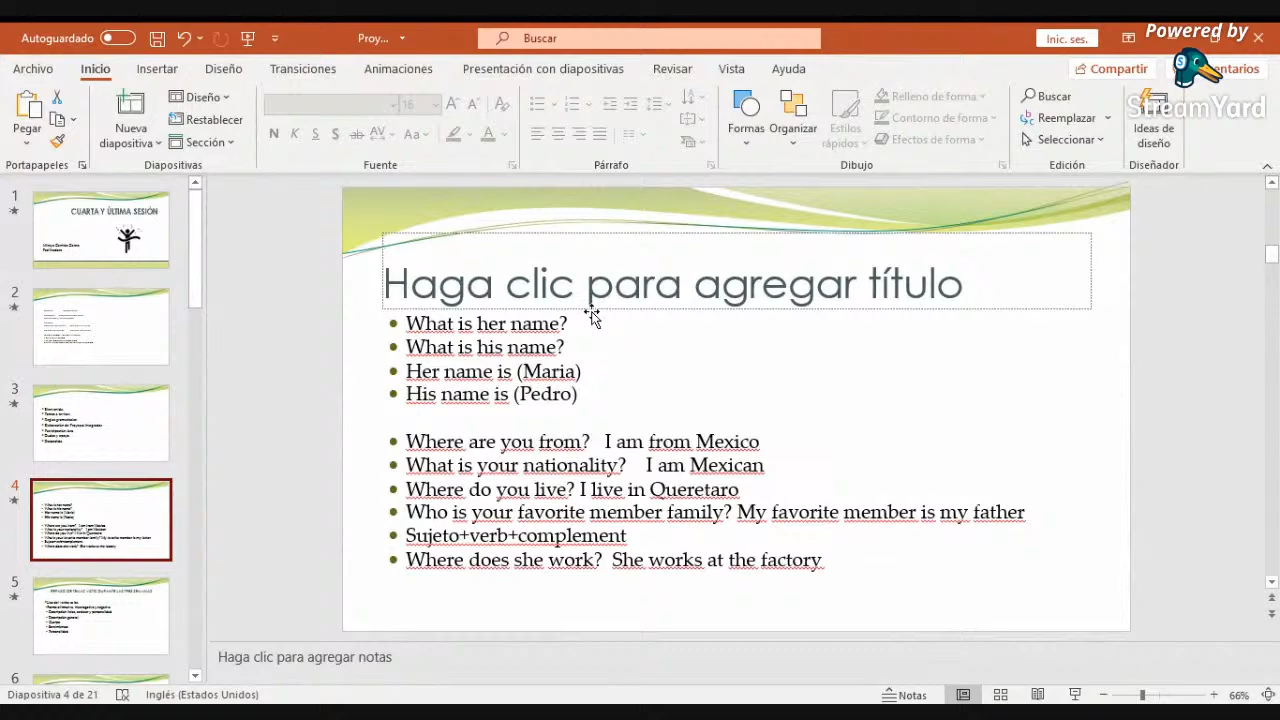 Powered by
StreamYard
Autoguardado
Proy...
Buscar
Inic. ses.
Archivo
Inicio
Insertar
Diseño
Transiciones
Animaciones
Presentación con diapositivas
Revisar
Vista
Ayuda
Compartir
Pegar
Portapapeles
Nueva
diapositiva
Diseño
Restablecer
Sección
Diapositivas
16
Fuente
Párrafo
Formas
Organizar
Estilos
rápidos
Relleno de forma
Contorno de forma
Efectos de forma
Dibujo
Buscar
Reemplazar
Seleccionar
Edición
Ideas de
diseño
Diseñador
1
CUARTA Y ÚLTIMA SESIÓN
2
3
4
5
6
Haga clic para agregar título
What is her name?
What is his name?
Her name is (Maria)
His name is (Pedro)
Where are you from? I am from Mexico
What is your nationality? I am Mexican
Where do you live? I live in Queretaro
Who is your favorite member family? My favorite member is my father
Sujeto+verb+complement
Where does she work? She works at the factory
Haga clic para agregar notas
Diapositiva 4 de 21
Inglés (Estados Unidos)
Notas
66%